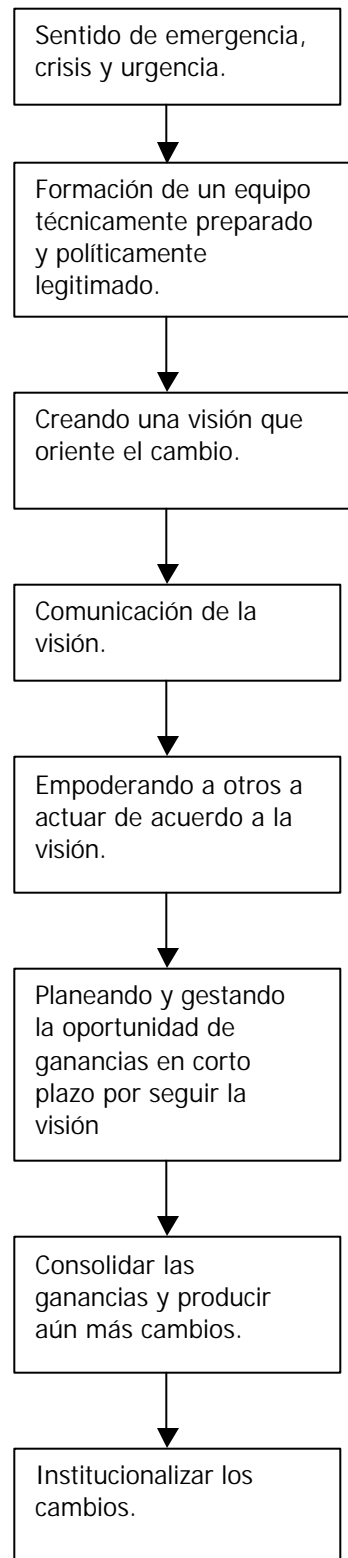 Sentido de emergencia,
crisis y urgencia.
Formación de un equipo
técnicamente preparado
y políticamente
legitimado.
Creando una visión que
oriente el cambio.
Comunicación de la
visión.
Empoderando a otros a
actuar de acuerdo a la
visión.
Planeando y gestando
la oportunidad de
ganancias en corto
plazo por seguir la
visión
Consolidar las
ganancias y producir
aún más cambios.
Institucionalizar los
cambios.